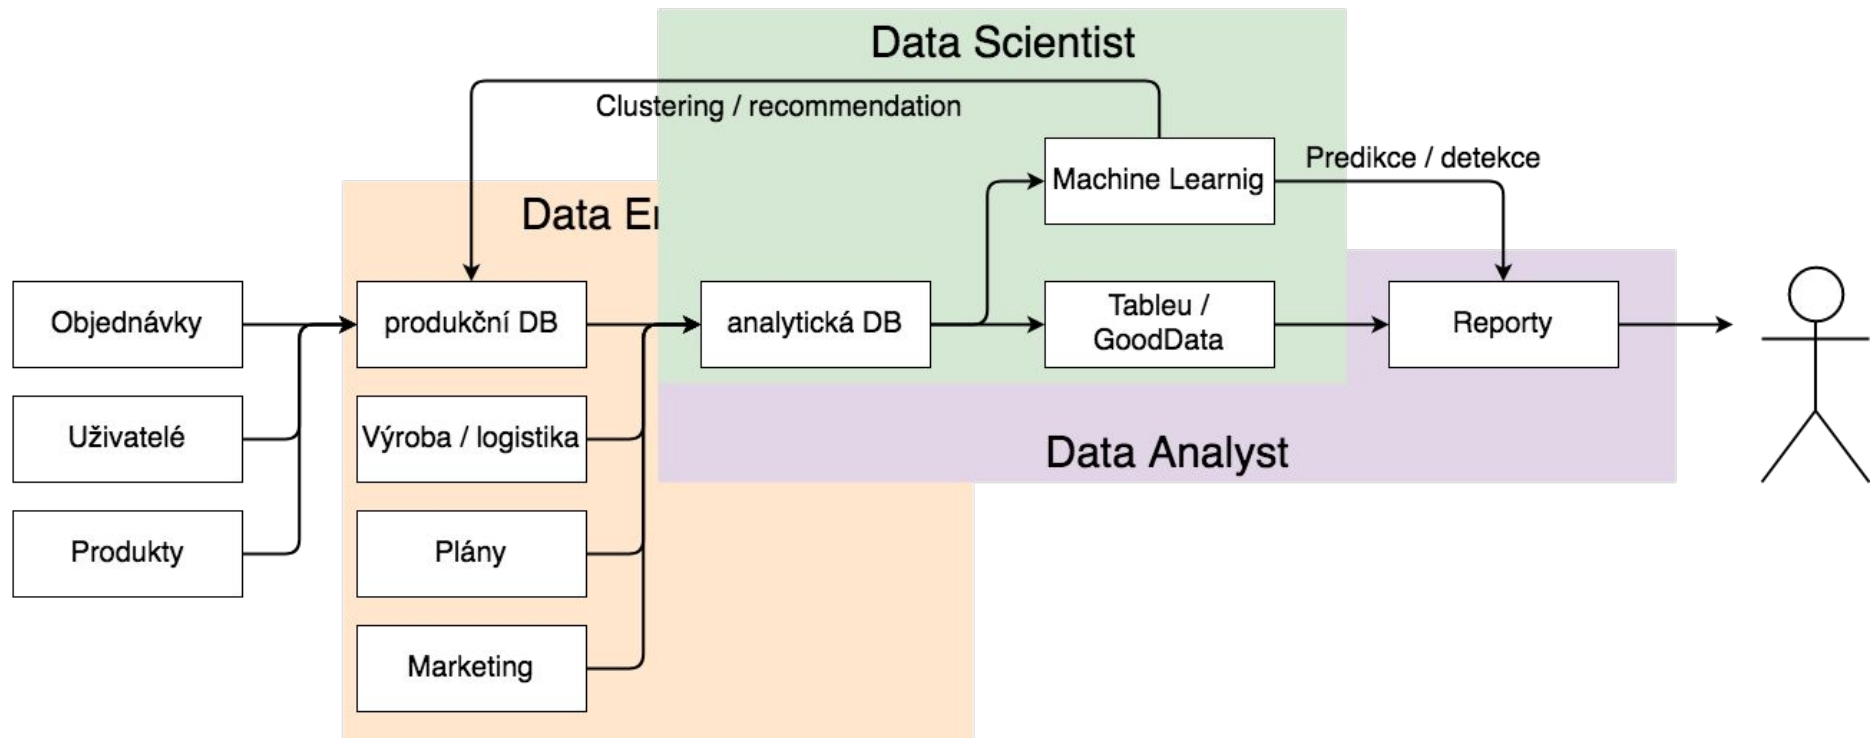 Data Scientist
Clustering / recommendation
Machine Learnig
Predikce / detekce
Data En
Objednávky
produkční DB
analytická DB
Tableu /
GoodData
Reporty
Uživatelé
Výroba / logistika
Data Analyst
Produkty
Plány
Marketing